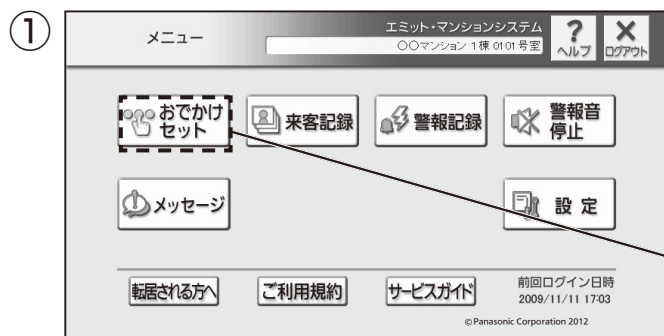 ①
メニュー
エミット・マンションシステム
○○マンション 1棟 0101号室
?
ヘルプ
×
ログアウト
おでかけ
セット
来客記録
警報記録
警報音
停止
メッセージ
設 定
転居される方へ
ご利用規約
サービスガイド
前回ログイン日時
2009/11/11 17:03
© Panasonic Corporation 2012